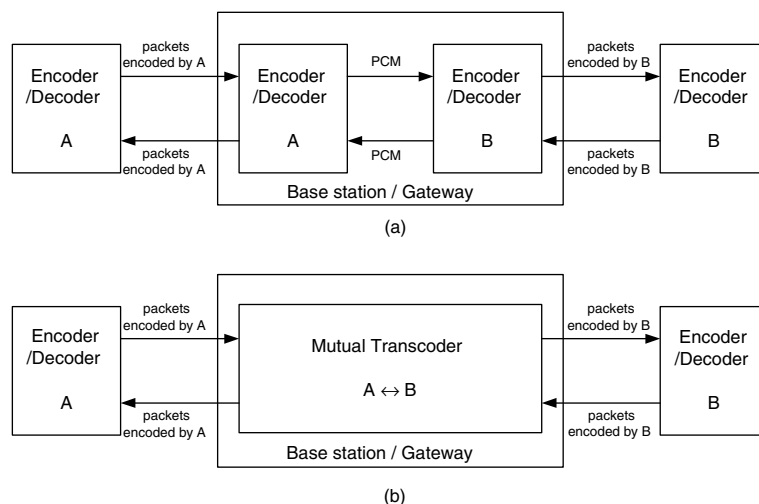 packets
encoded by A
PCM
packets
encoded by B
Encoder
/Decoder
A
Encoder
/Decoder
A
Encoder
/Decoder
B
Encoder
/Decoder
B
packets
encoded by A
PCM
packets
encoded by B
Base station / Gateway
(a)
packets
encoded by A
packets
encoded by B
Encoder
/Decoder
A
Mutual Transcoder
A ↔ B
Encoder
/Decoder
B
packets
encoded by A
packets
encoded by B
Base station / Gateway
(b)